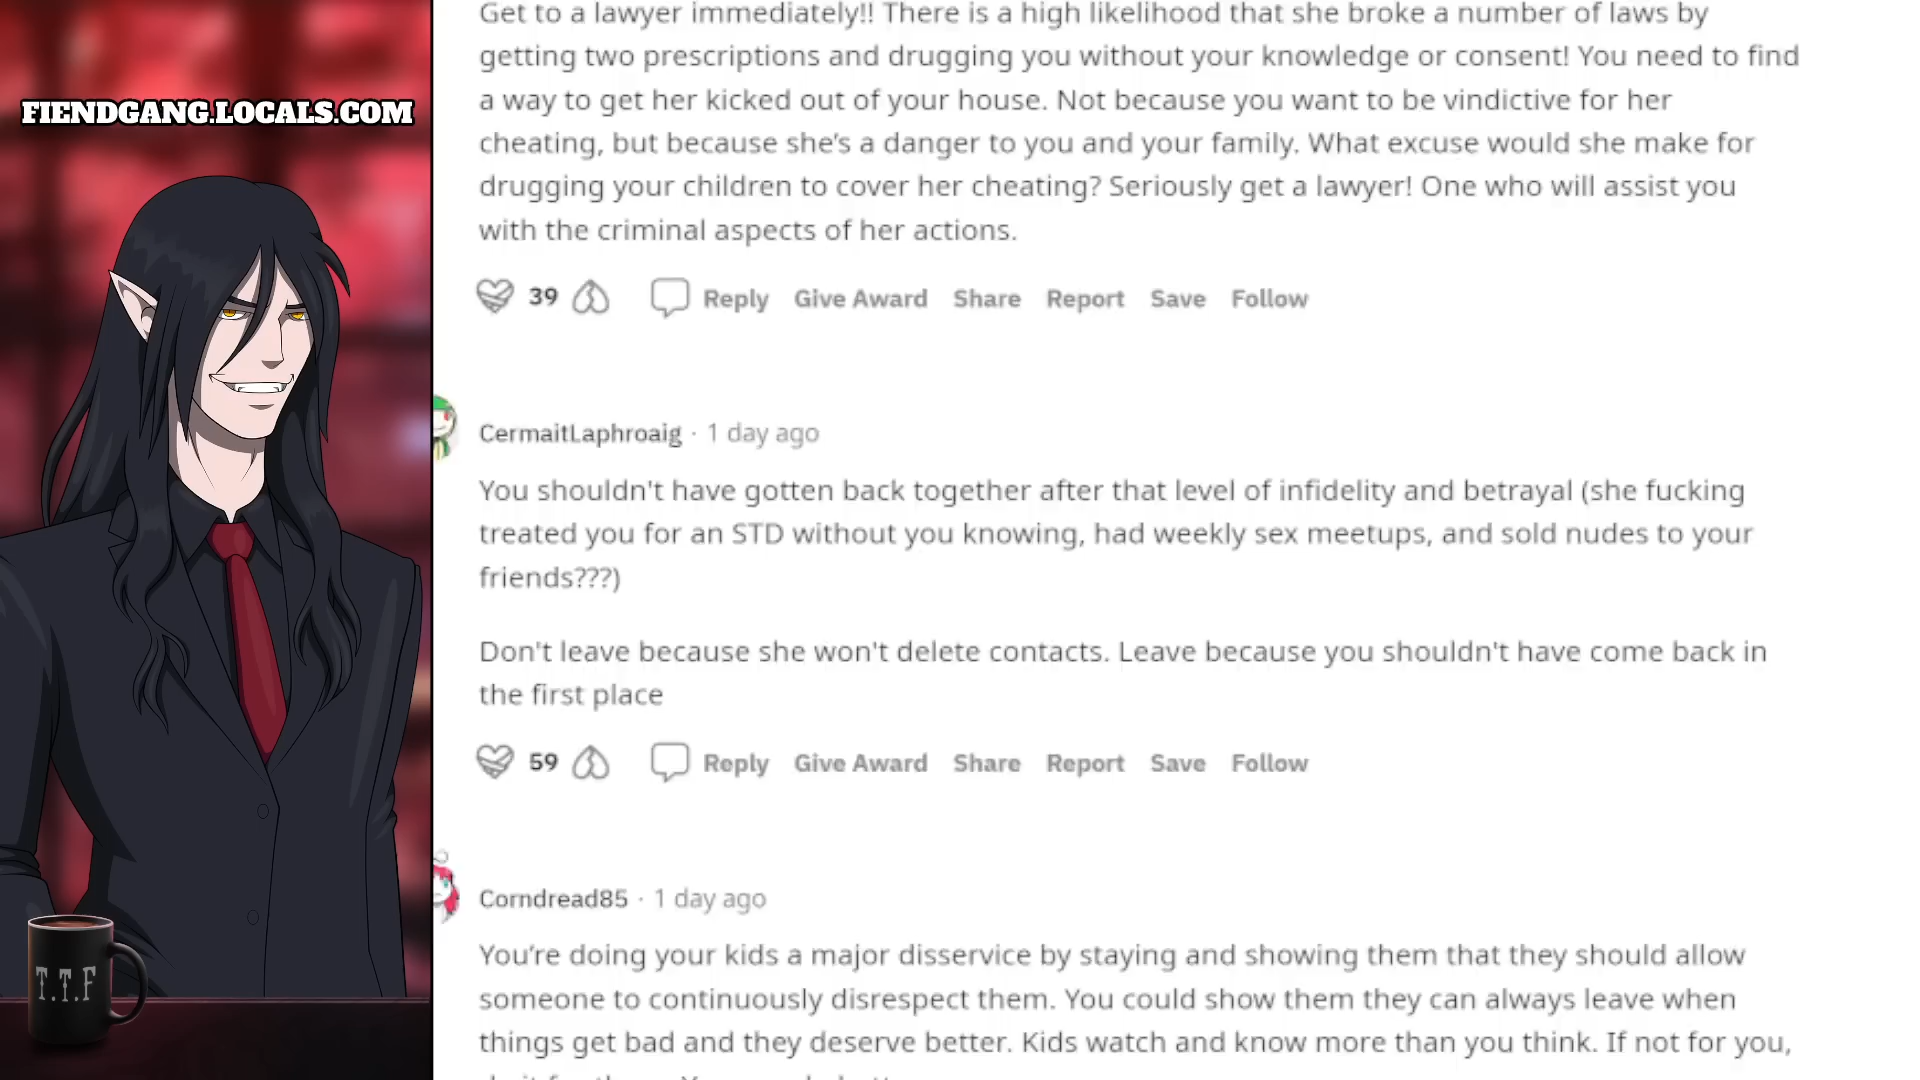 Get to a lawyer immediately!! There is a high likelihood that she broke a number of laws by
getting two prescriptions and drugging you without your knowledge or consent! You need to find
a way to get her kicked out of your house. Not because you want to be vindictive for her
cheating, but because she's a danger to you and your family. What excuse would she make for
drugging your children to cover her cheating? Seriously get a lawyer! One who will assist you
with the criminal aspects of her actions.
39 Reply Give Award Share Report Save Follow
CermaitLaphroaig · 1 day ago
You shouldn't have gotten back together after that level of infidelity and betrayal (she fucking
treated you for an STD without you knowing, had weekly sex meetups, and sold nudes to your
friends???)
Don't leave because she won't delete contacts. Leave because you shouldn't have come back in
the first place
59 Reply Give Award Share Report Save Follow
Corndread85 · 1 day ago
You're doing your kids a major disservice by staying and showing them that they should allow
someone to continuously disrespect them. You could show them they can always leave when
things get bad and they deserve better. Kids watch and know more than you think. If not for you,
FIENDGANG.LOCALS.COM
T.T.F